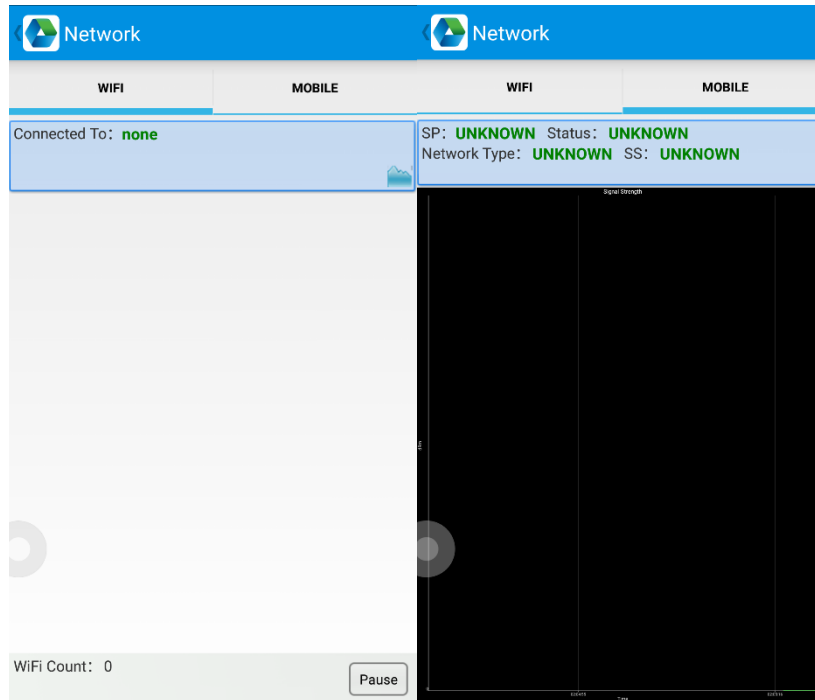 Network
WIFI MOBILE
Connected To: none
WiFi Count: 0
Pause
Network
WIFI MOBILE
SP: UNKNOWN Status: UNKNOWN
Network Type: UNKNOWN SS: UNKNOWN
Signal Strength
Time